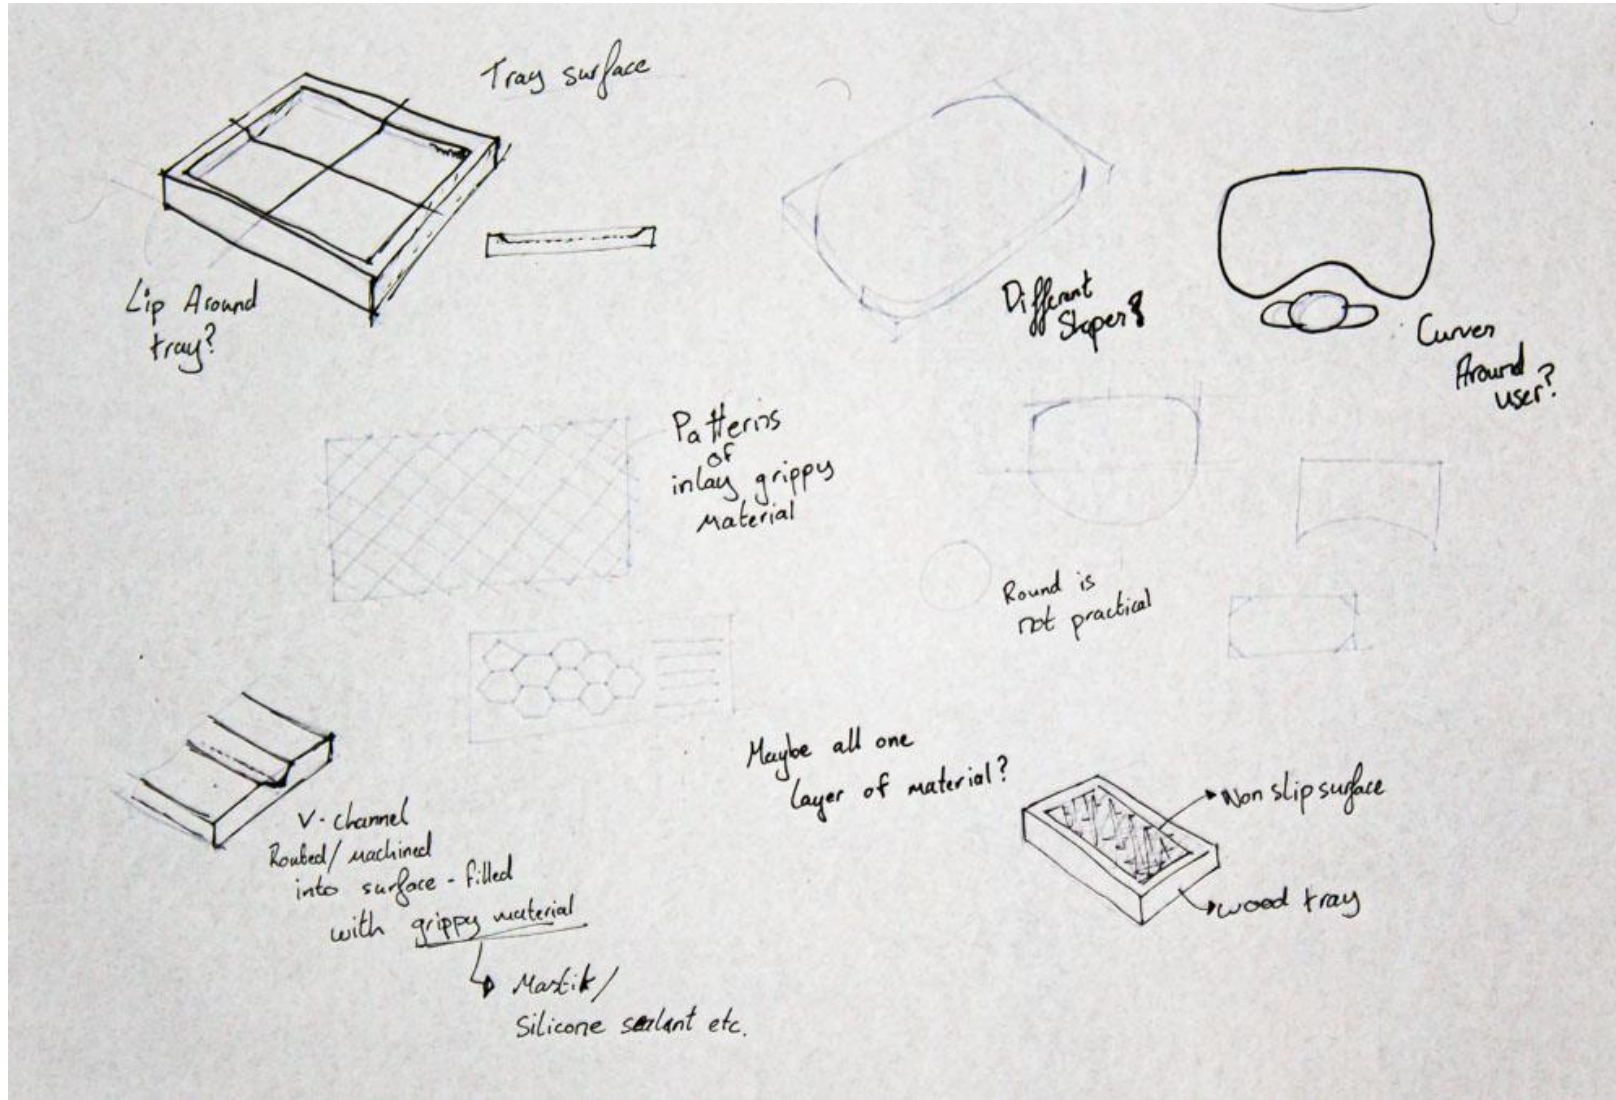 Tray surface
Lip Around
tray?
Different
Shapes?
Curves
Around
user?
Patterns
of
inlay grippy
Material
Round is
not practical
Maybe all one
layer of material?
Non slip surface
wood tray
V-channel
Routed/machined
into surface - filled
with grippy material
Mastik/
Silicone sealant etc.